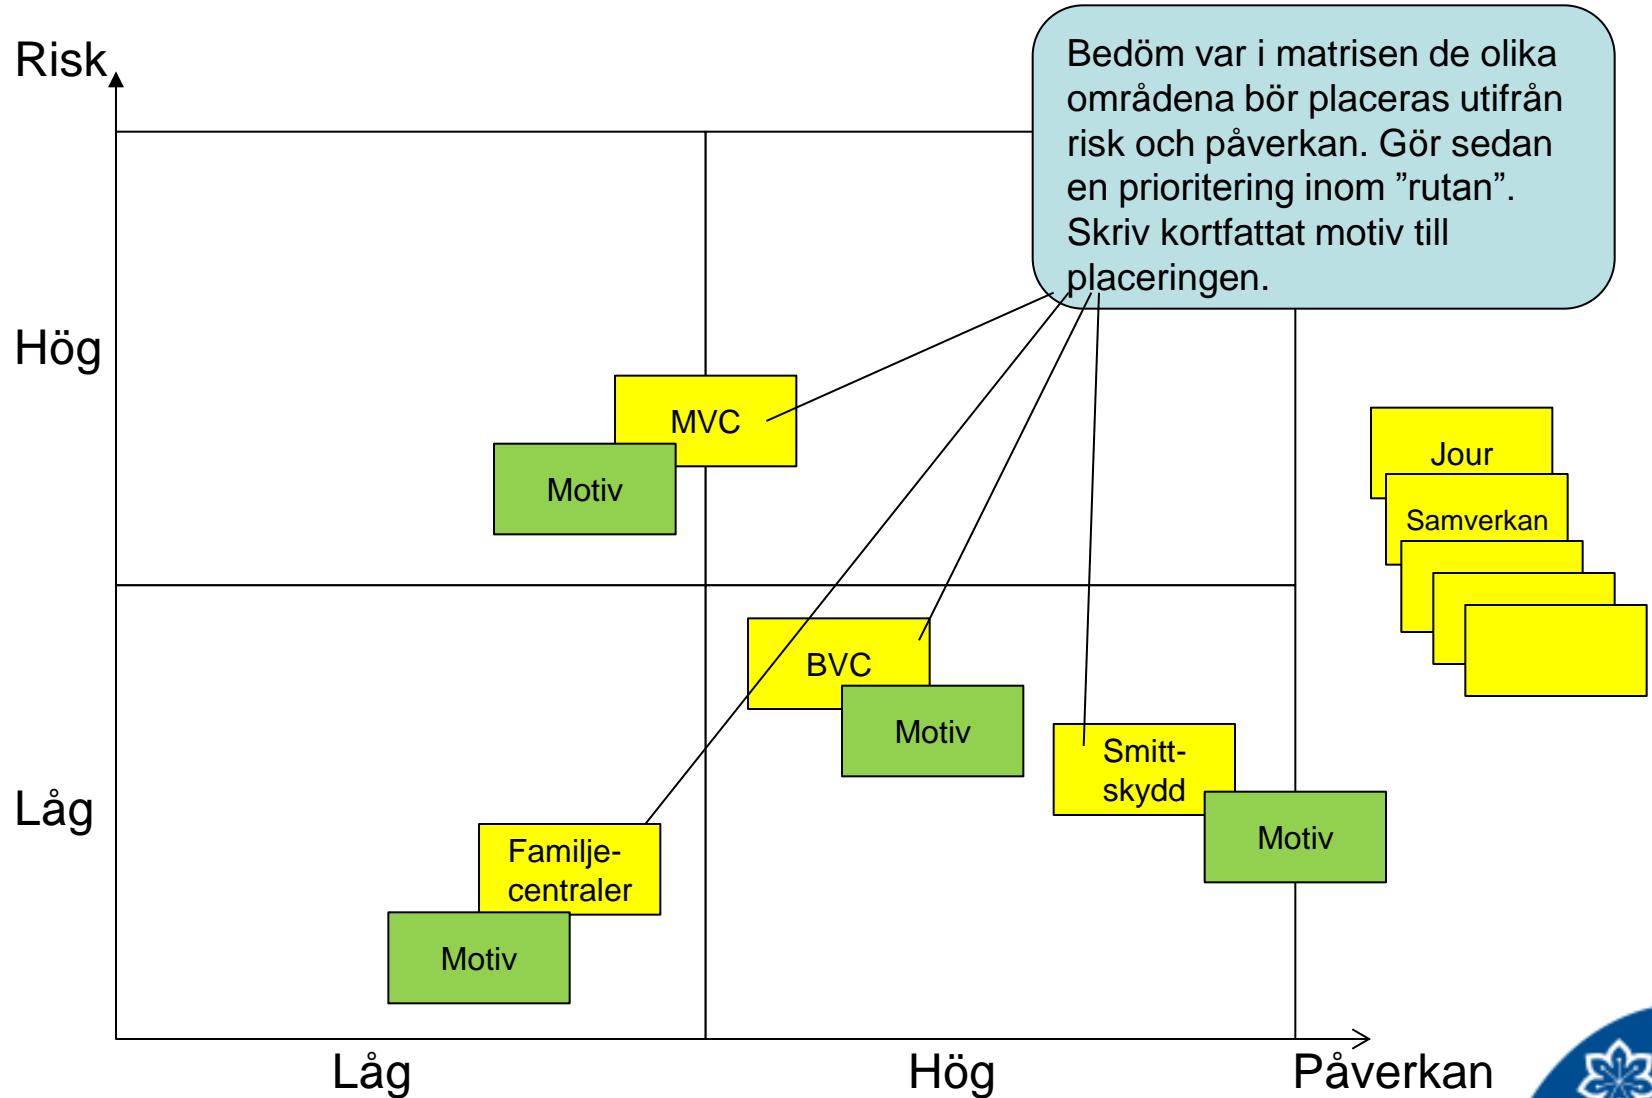 Risk
Bedöm var i matrisen de olika
områdena bör placeras utifrån
risk och påverkan. Gör sedan
en prioritering inom ”rutan”.
Skriv kortfattat motiv till
placeringen.
Hög
MVC
Motiv
Jour
Samverkan
BVC
Motiv
Smitt-
skydd
Motiv
Låg
Familje-
centraler
Motiv
Låg
Hög
Påverkan